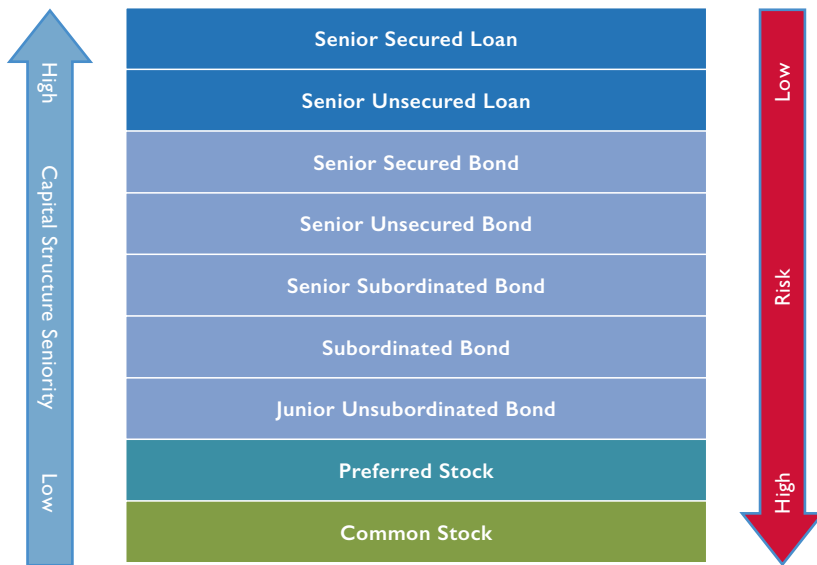 High
Capital Structure Seniority
Low
Senior Secured Loan
Senior Unsecured Loan
Senior Secured Bond
Senior Unsecured Bond
Senior Subordinated Bond
Subordinated Bond
Junior Unsubordinated Bond
Preferred Stock
Common Stock
Low
Risk
High